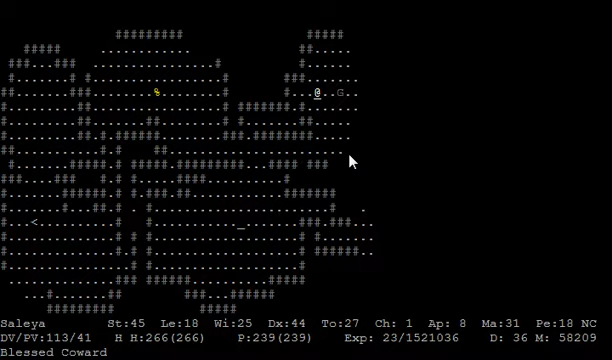 Saleya St:45 Le:18 Wi:25 Dx:44 To:27 Ch: 1 Ap: 8 Ma:31 Pe:18 NC
DV/PV:113/41 H H:266(266) P:239(239) Exp: 23/1521036 D: 36 M: 58209
Blessed Coward